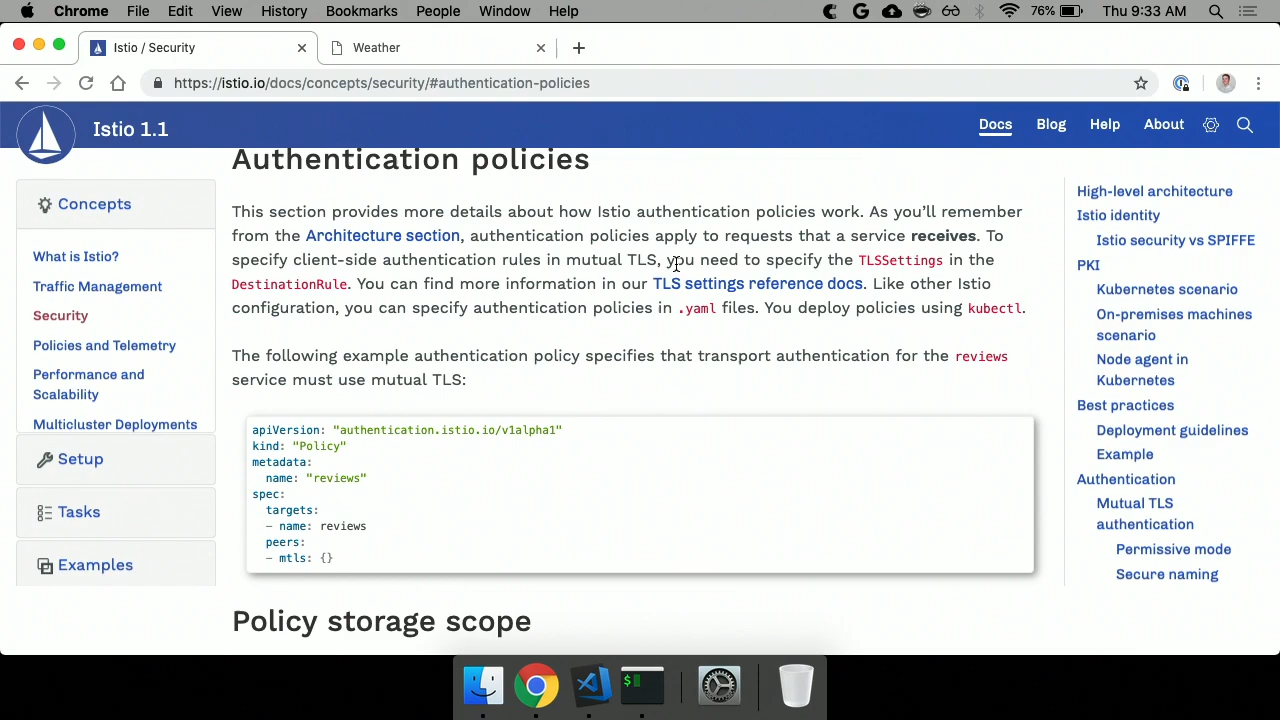 Chrome File Edit View History Bookmarks People Window Help 76% Thu 9:33 AM
Istio / Security
Weather
https://istio.io/docs/concepts/security/#authentication-policies
Istio 1.1
Docs Blog Help About
Concepts
What is Istio?
Traffic Management
Security
Policies and Telemetry
Performance and
Scalability
Multicluster Deployments
Setup
Tasks
Examples
Authentication policies
This section provides more details about how Istio authentication policies work. As you’ll remember
from the Architecture section, authentication policies apply to requests that a service receives. To
specify client-side authentication rules in mutual TLS, you need to specify the TLSSettings in the
DestinationRule. You can find more information in our TLS settings reference docs. Like other Istio
configuration, you can specify authentication policies in .yaml files. You deploy policies using kubectl.
The following example authentication policy specifies that transport authentication for the reviews
service must use mutual TLS:
apiVersion: "authentication.istio.io/v1alpha1"
kind: "Policy"
metadata:
name: "reviews"
spec:
targets:
- name: reviews
peers:
- mtls: {}
Policy storage scope
High-level architecture
Istio identity
Istio security vs SPIFFE
PKI
Kubernetes scenario
On-premises machines
scenario
Node agent in
Kubernetes
Best practices
Deployment guidelines
Example
Authentication
Mutual TLS
authentication
Permissive mode
Secure naming
$